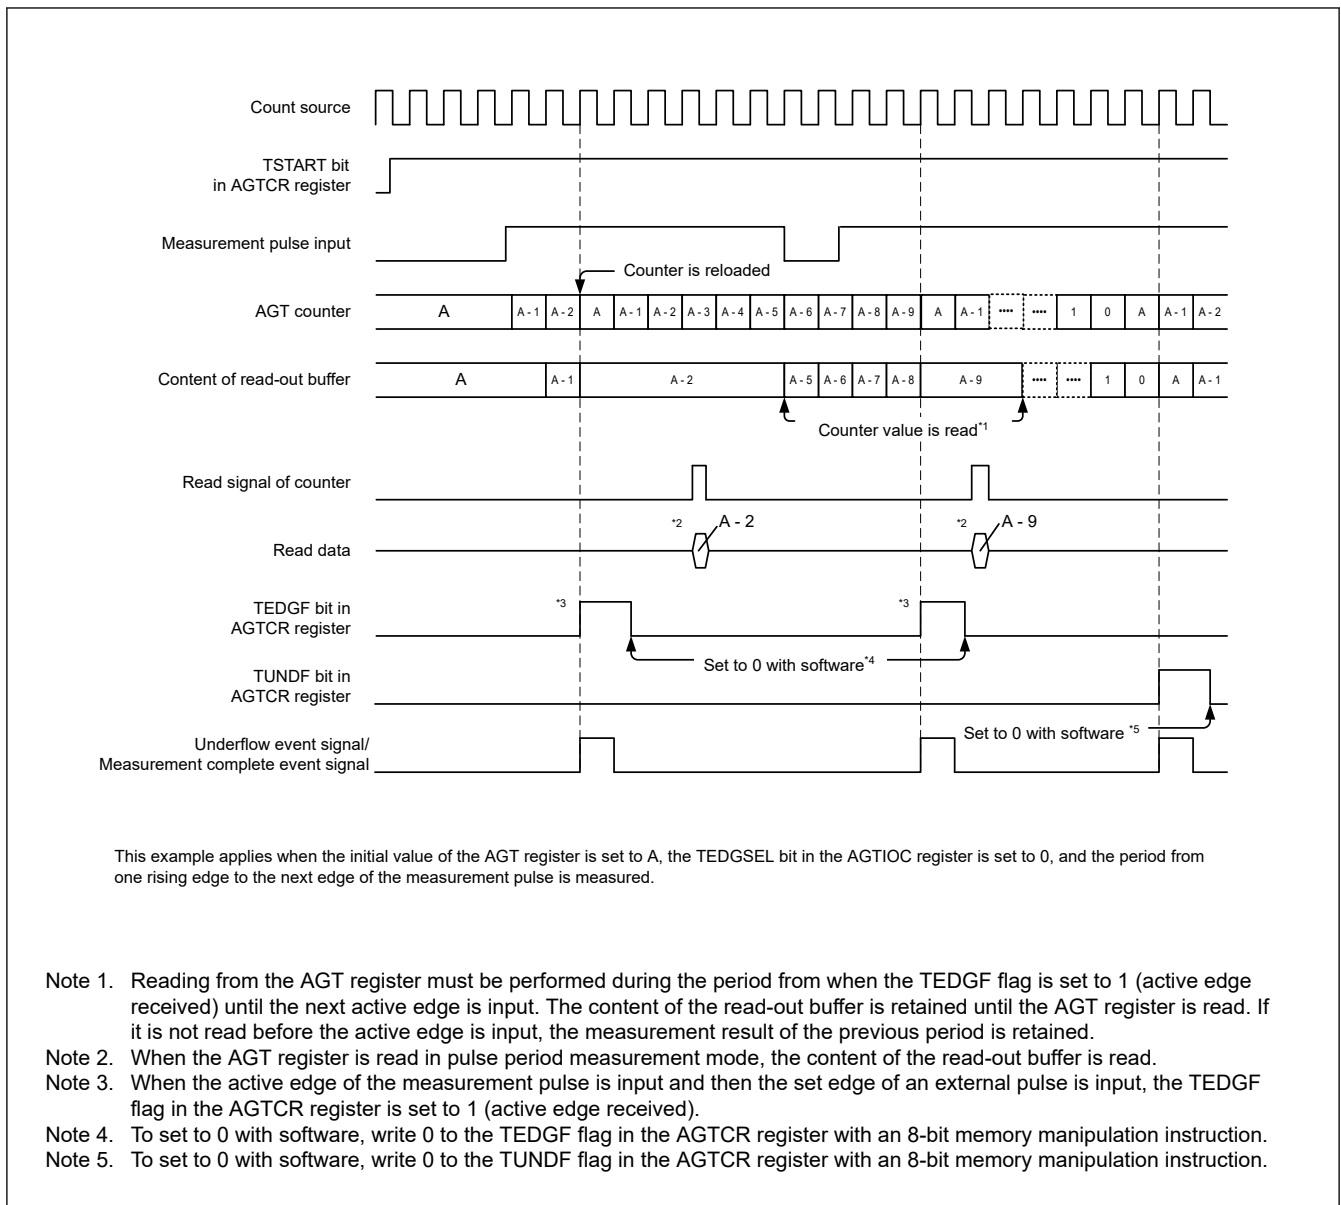 Count source
TSTART bit
in AGTCR register
Measurement pulse input
Counter is reloaded
AGT counter
A A - 1 A - 2 A A - 1 A - 2 A - 3 A - 4 A - 5 A - 6 A - 7 A - 8 A - 9 A A - 1 •••• •••• 1 0 A A - 1 A - 2
Content of read-out buffer
A A - 1 A - 2 A - 5 A - 6 A - 7 A - 8 A - 9 •••• •••• 1 0 A A - 1
Counter value is read*1
Read signal of counter
*2 A - 2 *2 A - 9
Read data
TEDGF bit in
AGTCR register
*3 *3
Set to 0 with software*4
TUNDF bit in
AGTCR register
Set to 0 with software *5
Underflow event signal/
Measurement complete event signal
This example applies when the initial value of the AGT register is set to A, the TEDGSEL bit in the AGTIOC register is set to 0, and the period from
one rising edge to the next edge of the measurement pulse is measured.
Note 1. Reading from the AGT register must be performed during the period from when the TEDGF flag is set to 1 (active edge
received) until the next active edge is input. The content of the read-out buffer is retained until the AGT register is read. If
it is not read before the active edge is input, the measurement result of the previous period is retained.
Note 2. When the AGT register is read in pulse period measurement mode, the content of the read-out buffer is read.
Note 3. When the active edge of the measurement pulse is input and then the set edge of an external pulse is input, the TEDGF
flag in the AGTCR register is set to 1 (active edge received).
Note 4. To set to 0 with software, write 0 to the TEDGF flag in the AGTCR register with an 8-bit memory manipulation instruction.
Note 5. To set to 0 with software, write 0 to the TUNDF flag in the AGTCR register with an 8-bit memory manipulation instruction.